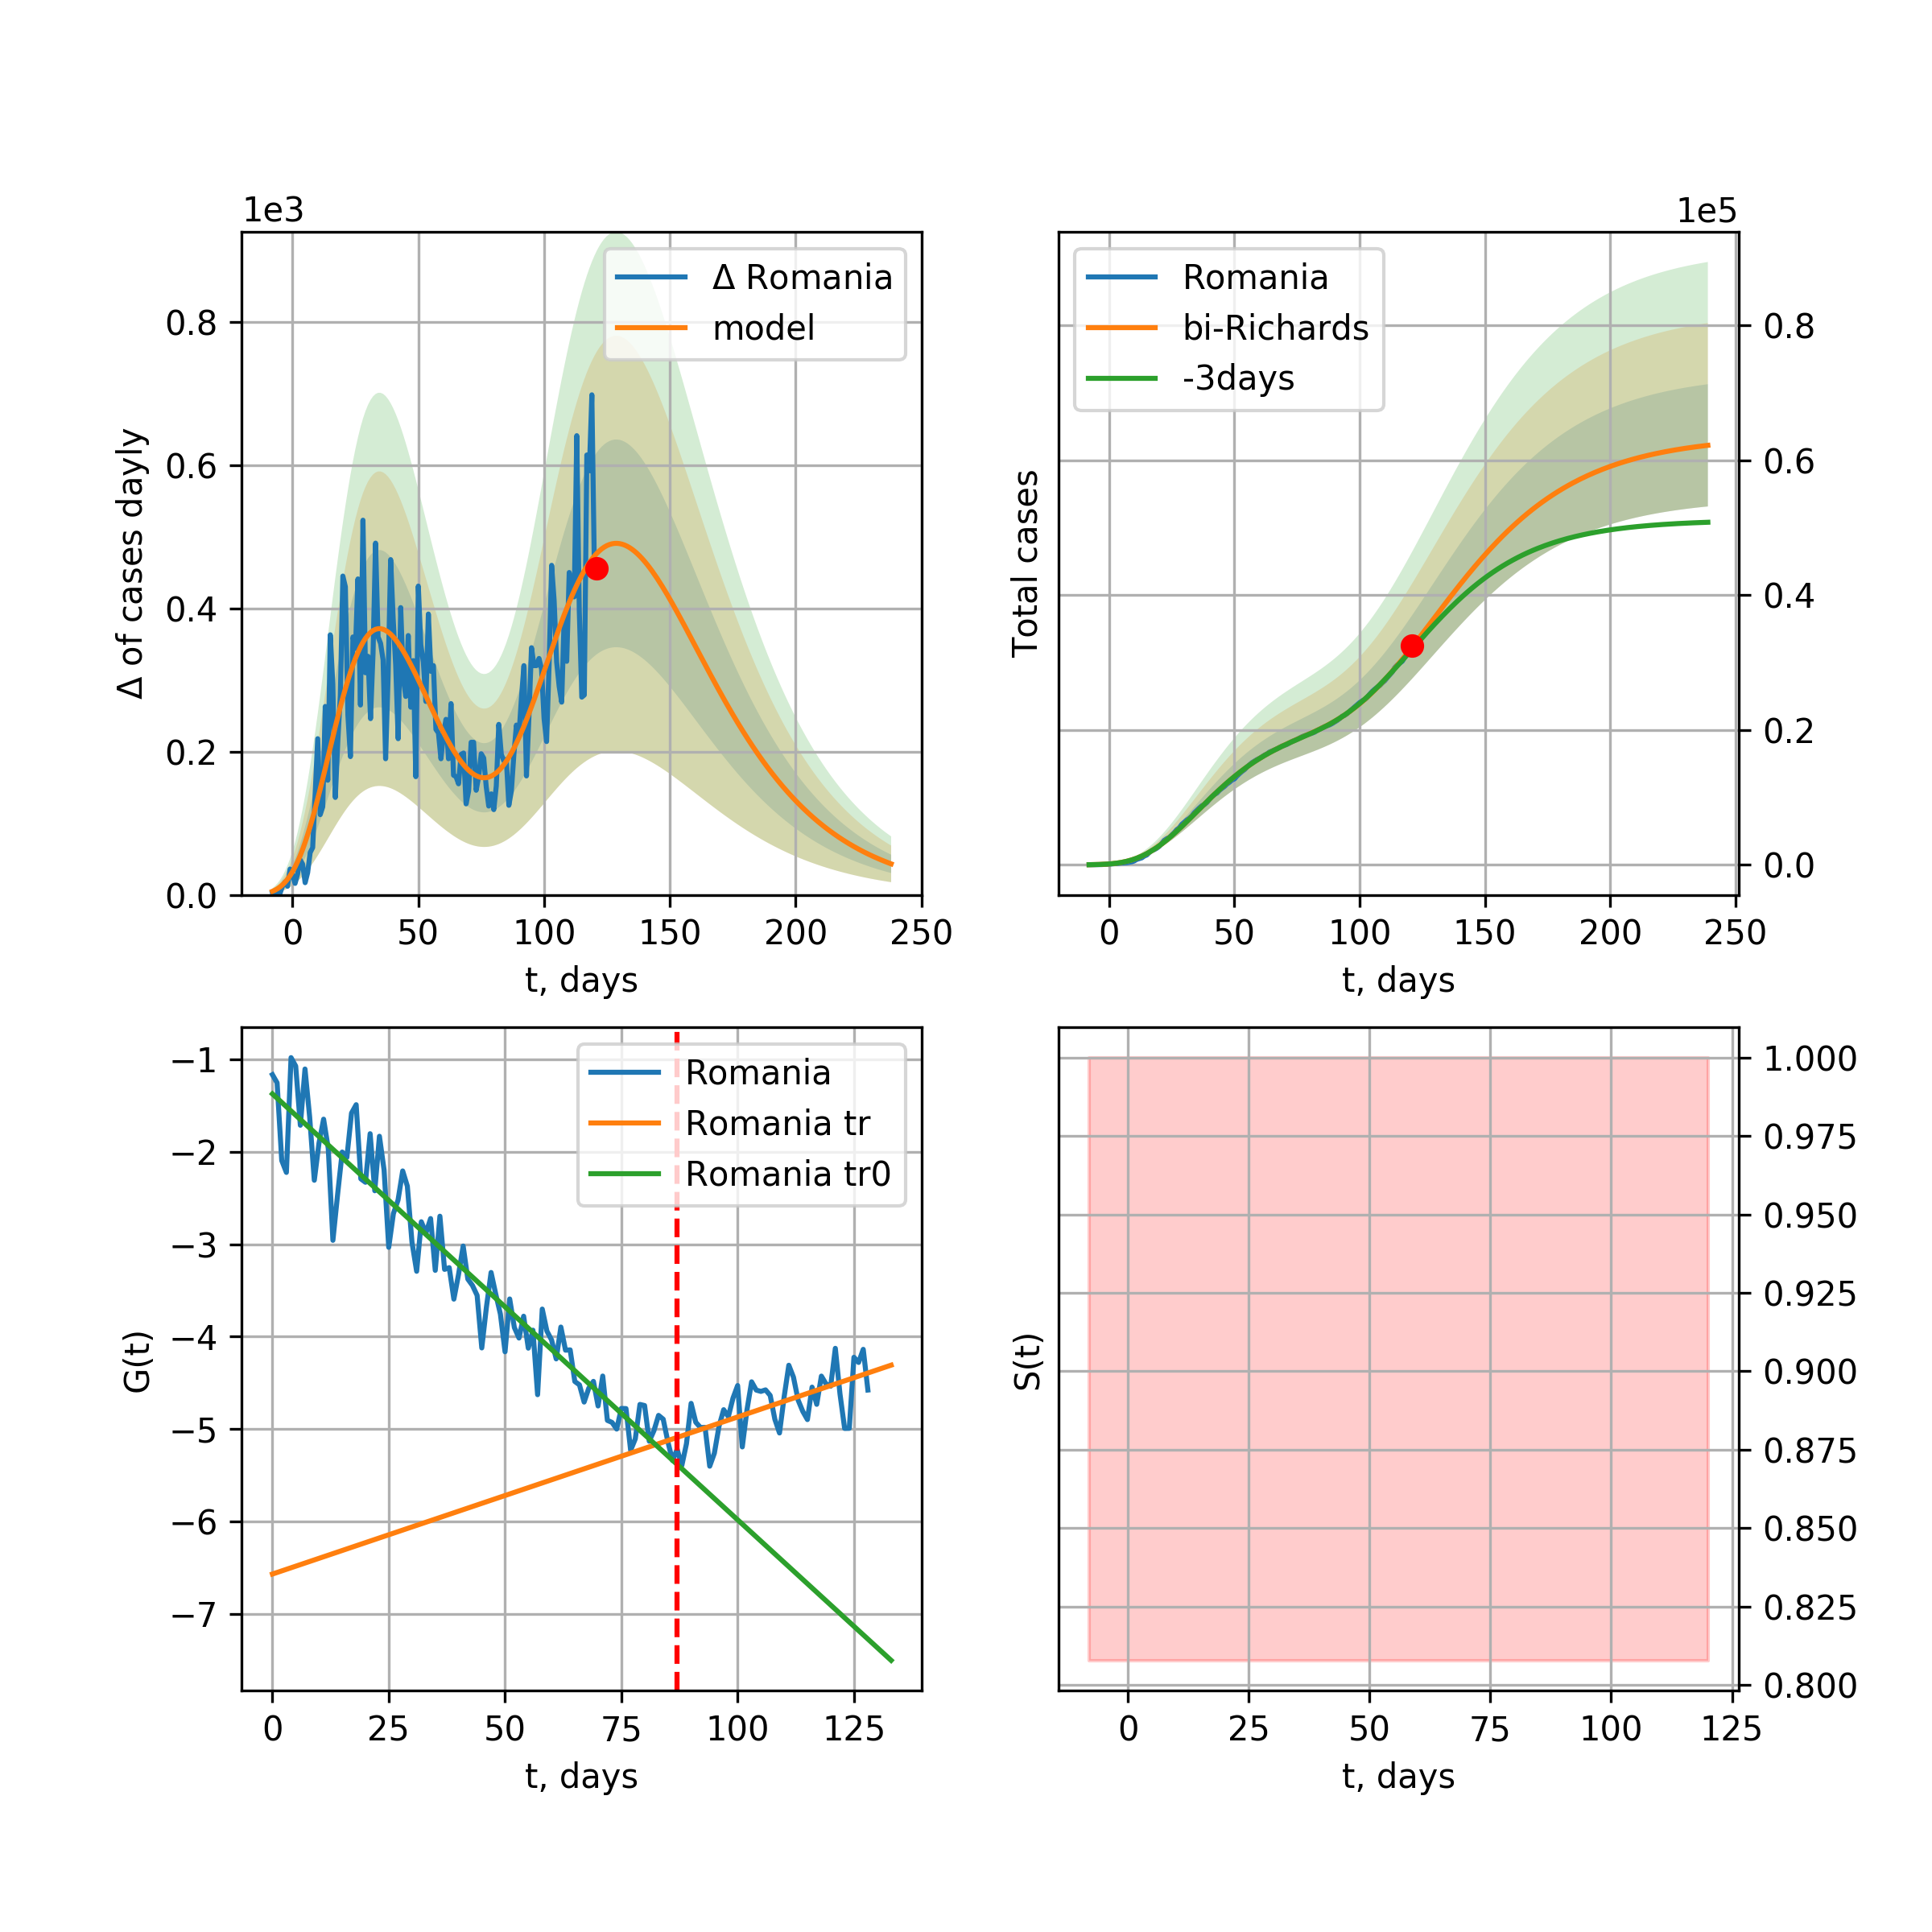 1e3
Δ Romania
model
0.8
0.6
0.4
0.2
0.0
Δ of cases dayly
0 50 100 150 200 250
t, days
1e5
Romania
bi-Richards
-3days
Total cases
0.8
0.6
0.4
0.2
0.0
0 50 100 150 200 250
t, days
Romania
Romania tr
Romania tr0
−1
−2
−3
−4
−5
−6
−7
G(t)
0 25 50 75 100 125
t, days
S(t)
1.000
0.975
0.950
0.925
0.900
0.875
0.850
0.825
0.800
0 25 50 75 100 125
t, days